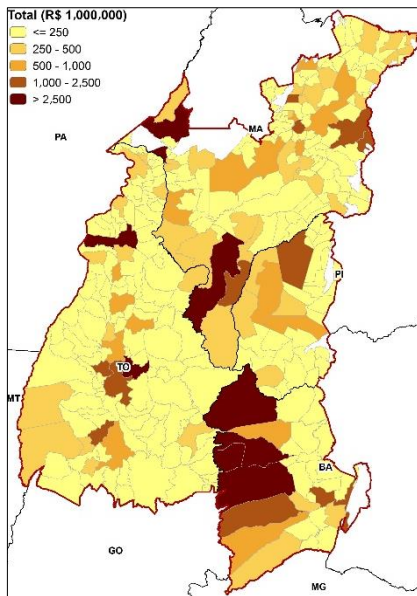 Total (R$ 1,000,000)
<= 250
250 - 500
500 - 1,000
1,000 - 2,500
> 2,500
PA
MA
PI
TO
MT
BA
GO
MG